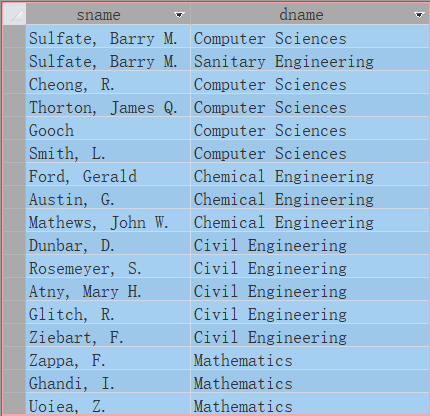 sname dname
Sulfate, Barry M. Computer Sciences
Sulfate, Barry M. Sanitary Engineering
Cheong, R. Computer Sciences
Thorton, James Q. Computer Sciences
Gooch Computer Sciences
Smith, L. Computer Sciences
Ford, Gerald Chemical Engineering
Austin, G. Chemical Engineering
Mathews, John W. Chemical Engineering
Dunbar, D. Civil Engineering
Rosemeyer, S. Civil Engineering
Atny, Mary H. Civil Engineering
Glitch, R. Civil Engineering
Ziebart, F. Civil Engineering
Zappa, F. Mathematics
Ghandi, I. Mathematics
Uoiea, Z. Mathematics